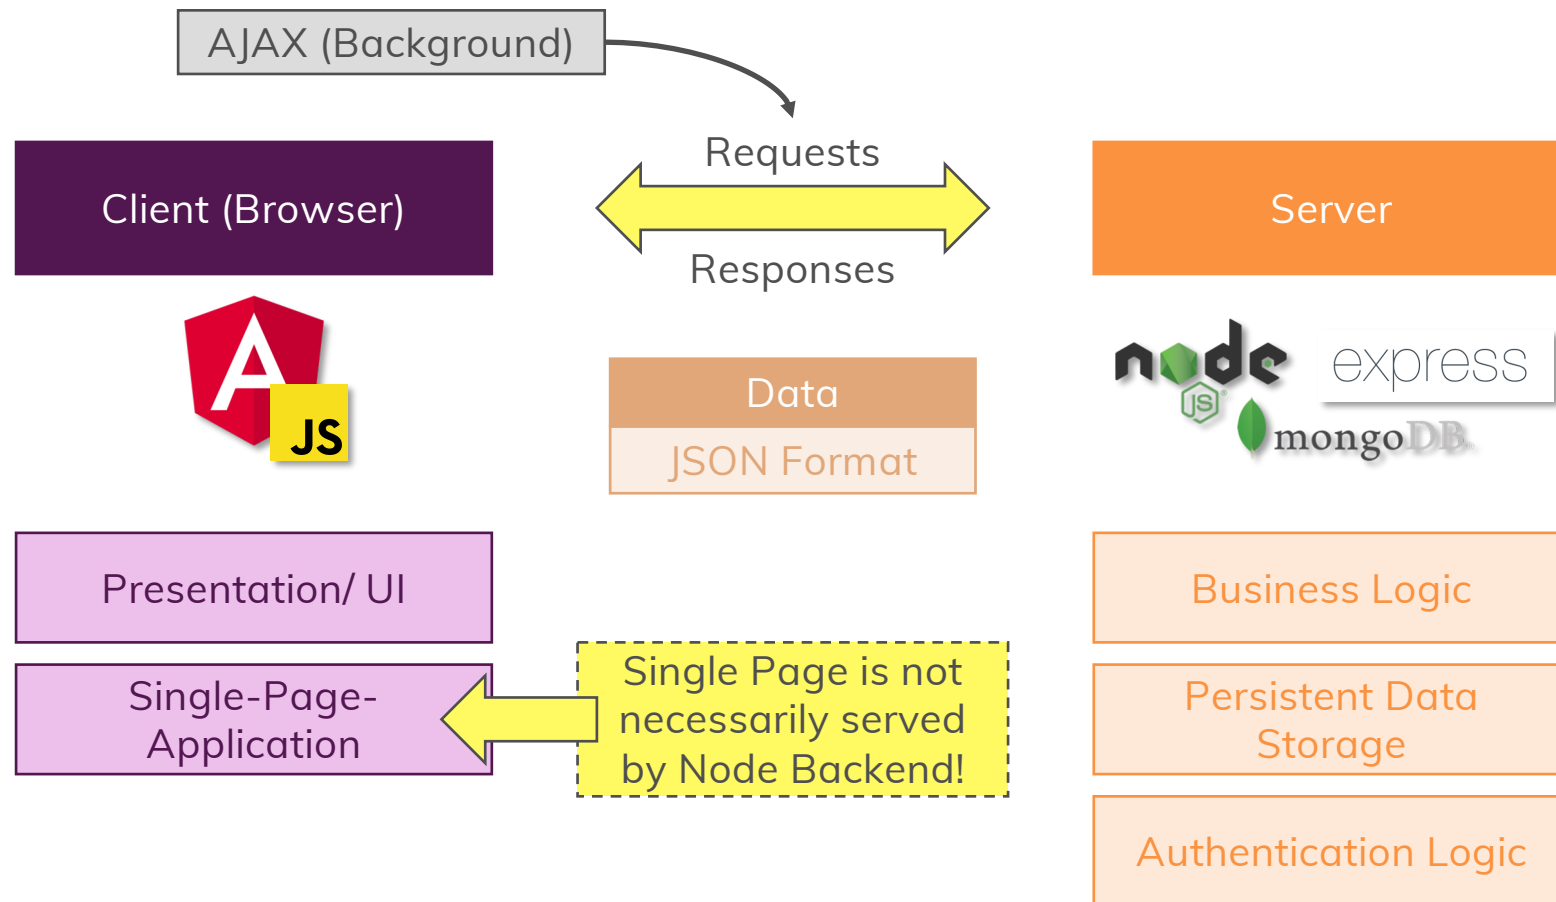 AJAX (Background)
Requests
Client (Browser)
Server
Responses
A
JS
node
JS
express
mongoDB
Data
JSON Format
Presentation/ UI
Business Logic
Single-Page-
Application
Single Page is not
necessarily served
by Node Backend!
Persistent Data
Storage
Authentication Logic